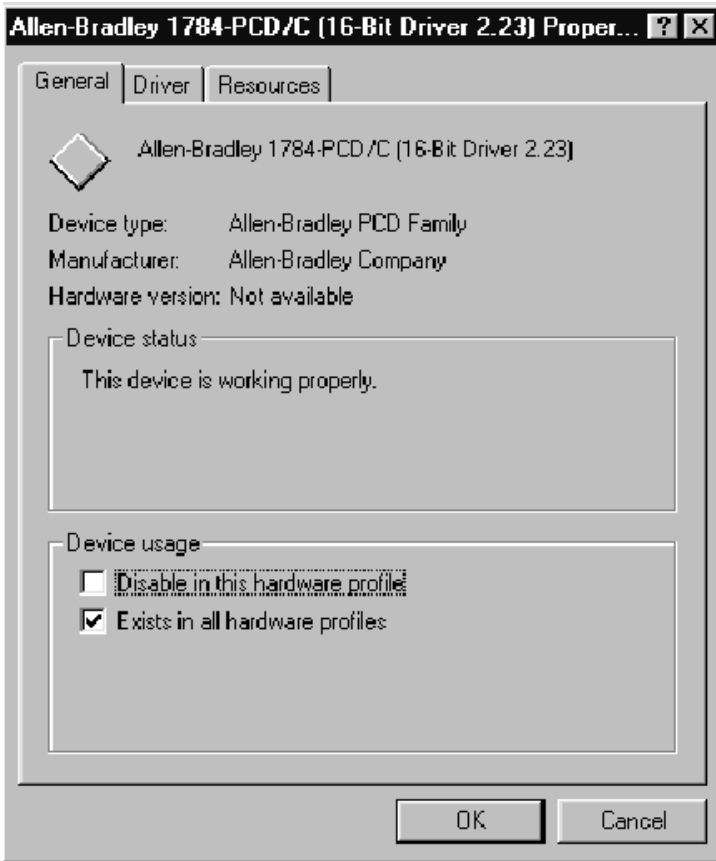 Allen-Bradley 1784-PCD/C (16-Bit Driver 2.23) Proper... ? X
General Driver Resources
Allen-Bradley 1784-PCD/C (16-Bit Driver 2.23)
Device type: Allen-Bradley PCD Family
Manufacturer: Allen-Bradley Company
Hardware version: Not available
Device status
This device is working properly.
Device usage
Disable in this hardware profile
Exists in all hardware profiles
OK Cancel